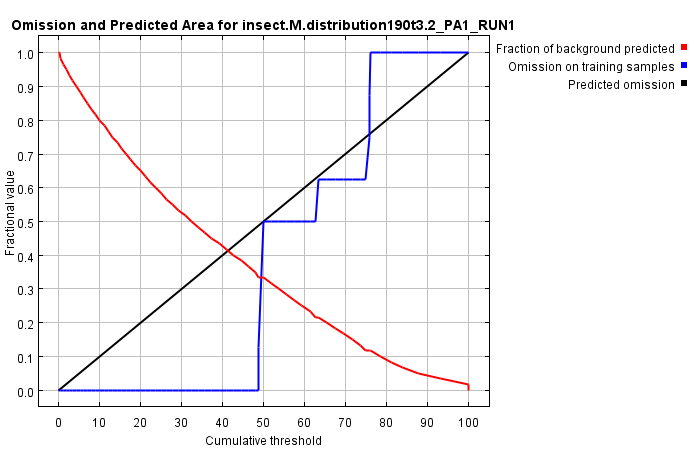 Omission and Predicted Area for insect.M.distribution190t3.2_PA1_RUN1
Fraction of background predicted
Omission on training samples
Predicted omission
Fractional value
1.0
0.9
0.8
0.7
0.6
0.5
0.4
0.3
0.2
0.1
0.0
0 10 20 30 40 50 60 70 80 90 100
Cumulative threshold